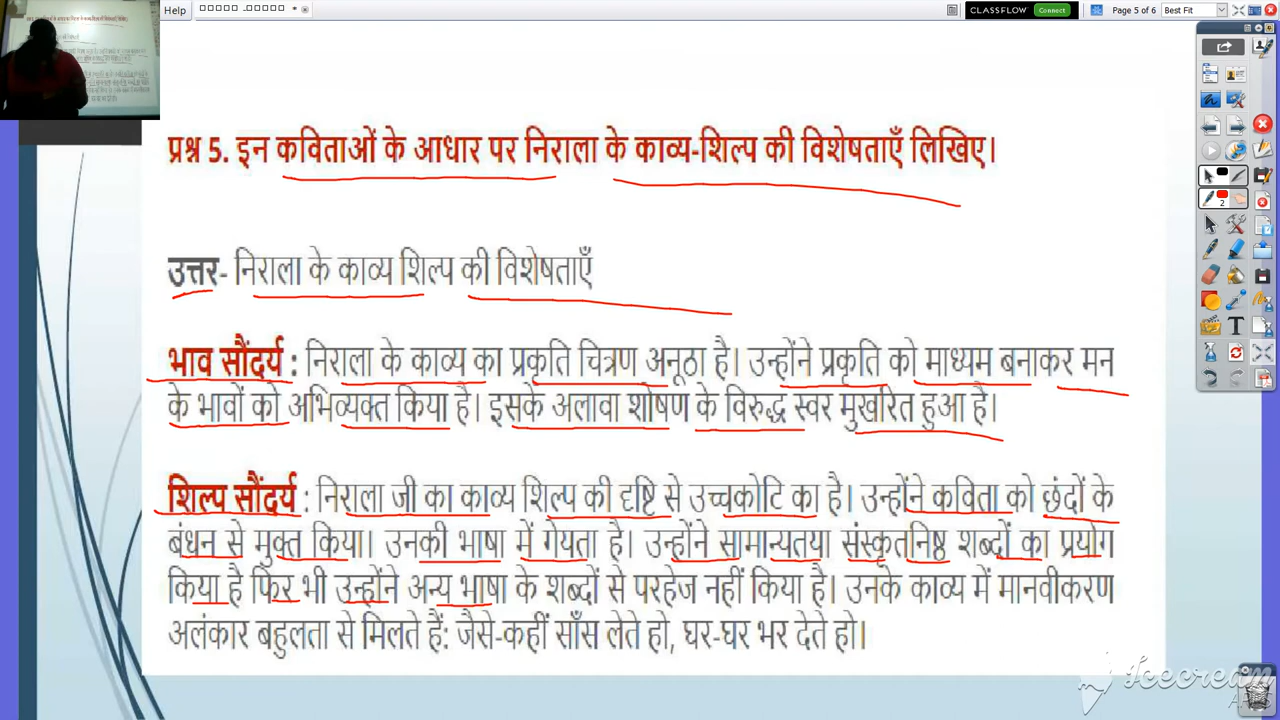 Help
CLASSFLOW Connect
Page 5 of 6
Best Fit
प्रश्न 5. इन कविताओं के आधार पर निराला के काव्य-शिल्प की विशेषताएँ लिखिए।
उत्तर- निराला के काव्य शिल्प की विशेषताएँ
भाव सौंदर्य : निराला के काव्य का प्रकृति चित्रण अनूठा है। उन्होंने प्रकृति को माध्यम बनाकर मन
के भावों को अभिव्यक्त किया है। इसके अलावा शोषण के विरुद्ध स्वर मुखरित हुआ है।
शिल्प सौंदर्य : निराला जी का काव्य शिल्प की दृष्टि से उच्चकोटि का है। उन्होंने कविता को छंदों के
बंधन से मुक्त किया।। उनकी भाषा में गेयता है। उन्होंने सामान्यतया संस्कृतनिष्ठ शब्दों का प्रयोग
किया है फिर भी उन्होंने अन्य भाषा के शब्दों से परहेज नहीं किया है। उनके काव्य में मानवीकरण
अलंकार बहुलता से मिलते हैं: जैसे-कहीं साँस लेते हो, घर-घर भर देते हो।
2
Icecream
APPS